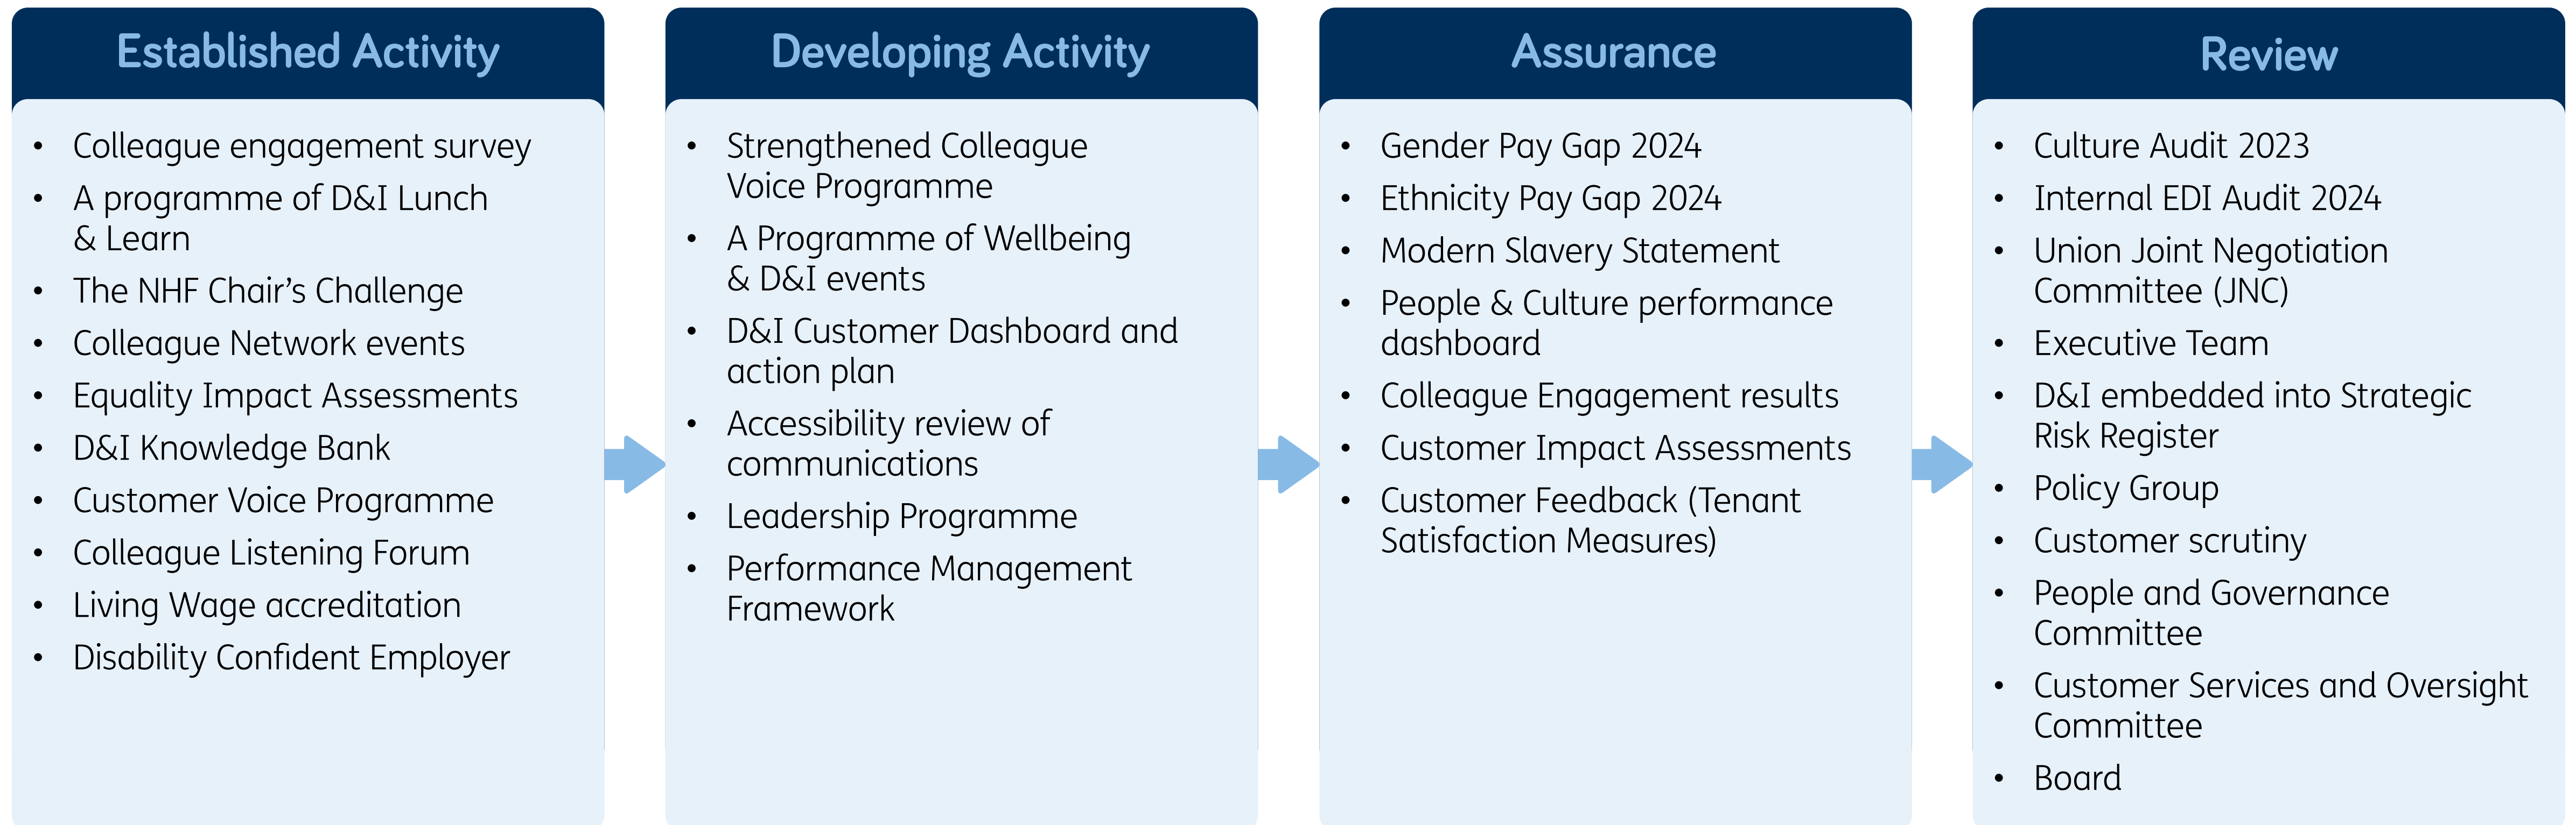 Established Activity
• Colleague engagement survey
• A programme of D&I Lunch
& Learn
• The NHF Chair’s Challenge
• Colleague Network events
• Equality Impact Assessments
• D&I Knowledge Bank
• Customer Voice Programme
• Colleague Listening Forum
• Living Wage accreditation
• Disability Confident Employer
Developing Activity
• Strengthened Colleague
Voice Programme
• A Programme of Wellbeing
& D&I events
• D&I Customer Dashboard and
action plan
• Accessibility review of
communications
• Leadership Programme
• Performance Management
Framework
Assurance
• Gender Pay Gap 2024
• Ethnicity Pay Gap 2024
• Modern Slavery Statement
• People & Culture performance
dashboard
• Colleague Engagement results
• Customer Impact Assessments
• Customer Feedback (Tenant
Satisfaction Measures)
Review
• Culture Audit 2023
• Internal EDI Audit 2024
• Union Joint Negotiation
Committee (JNC)
• Executive Team
• D&I embedded into Strategic
Risk Register
• Policy Group
• Customer scrutiny
• People and Governance
Committee
• Customer Services and Oversight
Committee
• Board